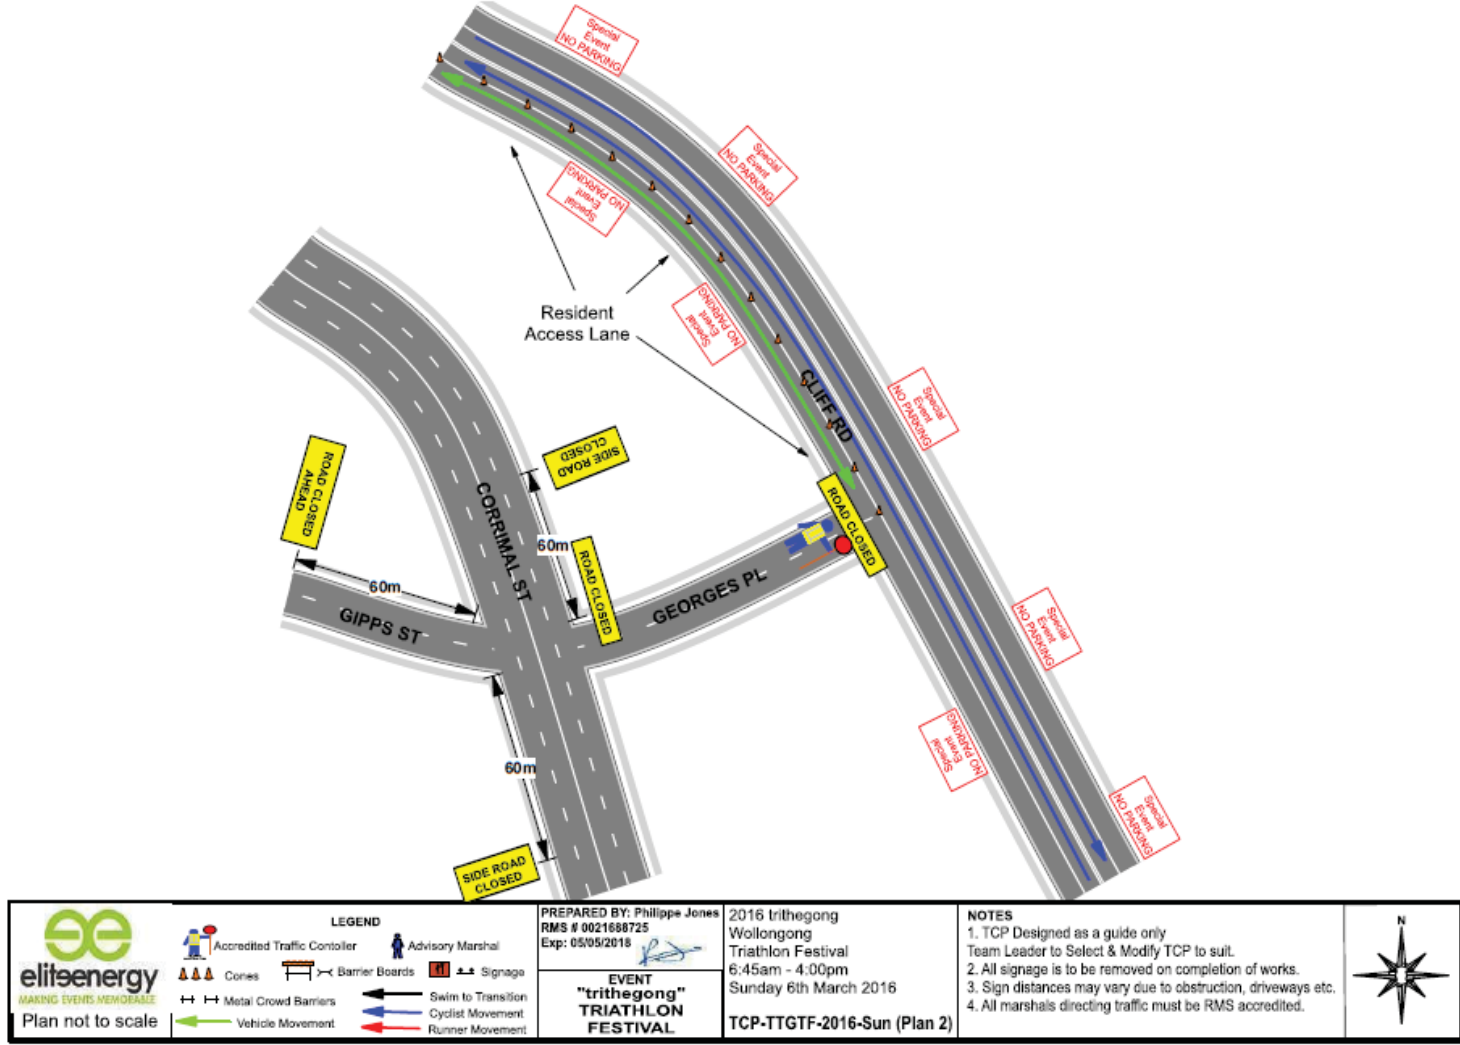 Special
Event
NO PARKING
Special
Event
NO PARKING
NO PARKING
Event
Special
Resident
Access Lane
NO PARKING
Event
Special
CLIFF RD
Special
Event
NO PARKING
SIDE ROAD
CLOSED
ROAD CLOSED
AHEAD
CORRIMAL ST
60m
ROAD CLOSED
ROAD CLOSED
60m
GEORGES PL
GIPPS ST
Special
Event
NO PARKING
NO PARKING
Event
Special
60m
Special
Event
NO PARKING
SIDE ROAD
CLOSED
eliteenergy
MAKING EVENTS MEMORABLE
Plan not to scale
LEGEND
Accredited Traffic Contoller
Advisory Marshal
Cones
Barrier Boards
Signage
Metal Crowd Barriers
Swim to Transition
Cyclist Movement
Vehicle Movement
Runner Movement
PREPARED BY: Philippe Jones
RMS # 0021688725
Exp: 05/05/2018
EVENT
"trithegong"
TRIATHLON
FESTIVAL
2016 trithegong
Wollongong
Triathlon Festival
6:45am - 4:00pm
Sunday 6th March 2016
TCP-TTGTF-2016-Sun (Plan 2)
NOTES
1. TCP Designed as a guide only
Team Leader to Select & Modify TCP to suit.
2. All signage is to be removed on completion of works.
3. Sign distances may vary due to obstruction, driveways etc.
4. All marshals directing traffic must be RMS accredited.
N